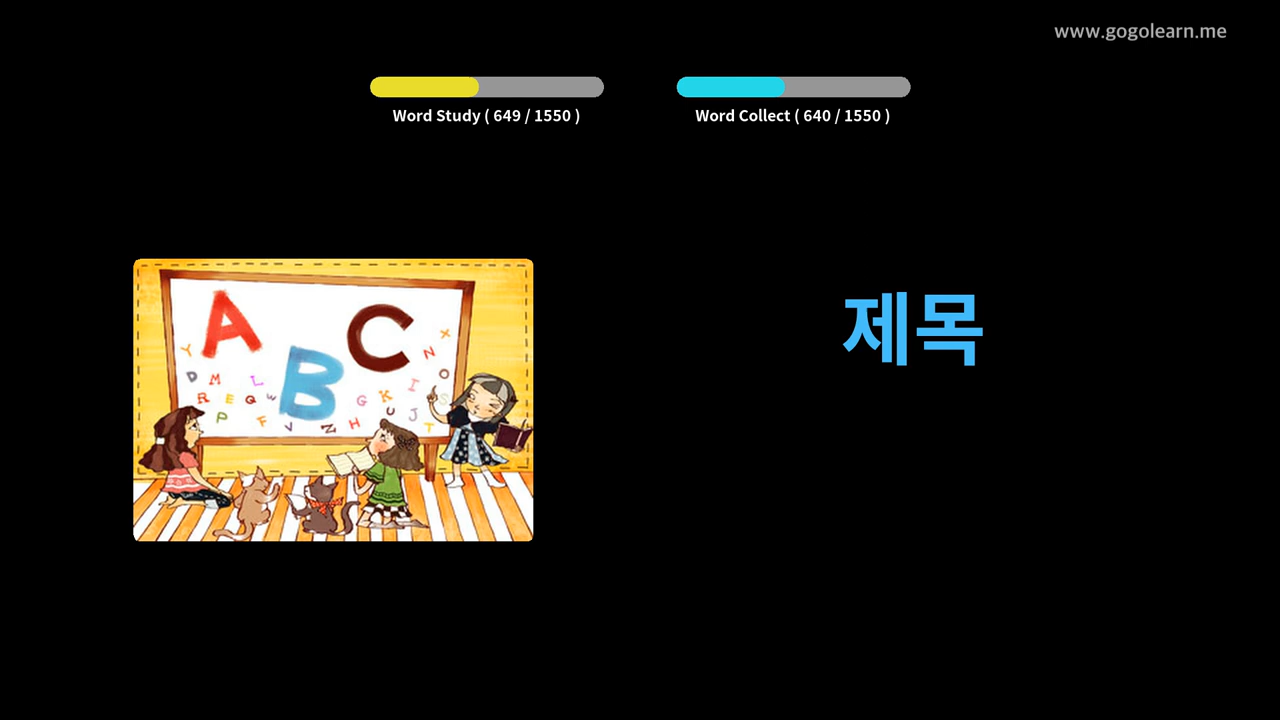 www.gogolearn.me
Word Study ( 649 / 1550 )
Word Collect ( 640 / 1550 )
제목
A
C
B
X
Y
N
D
M
L
I
O
R
E
Q
W
G
K
S
P
F
V
Z
H
U
J
T